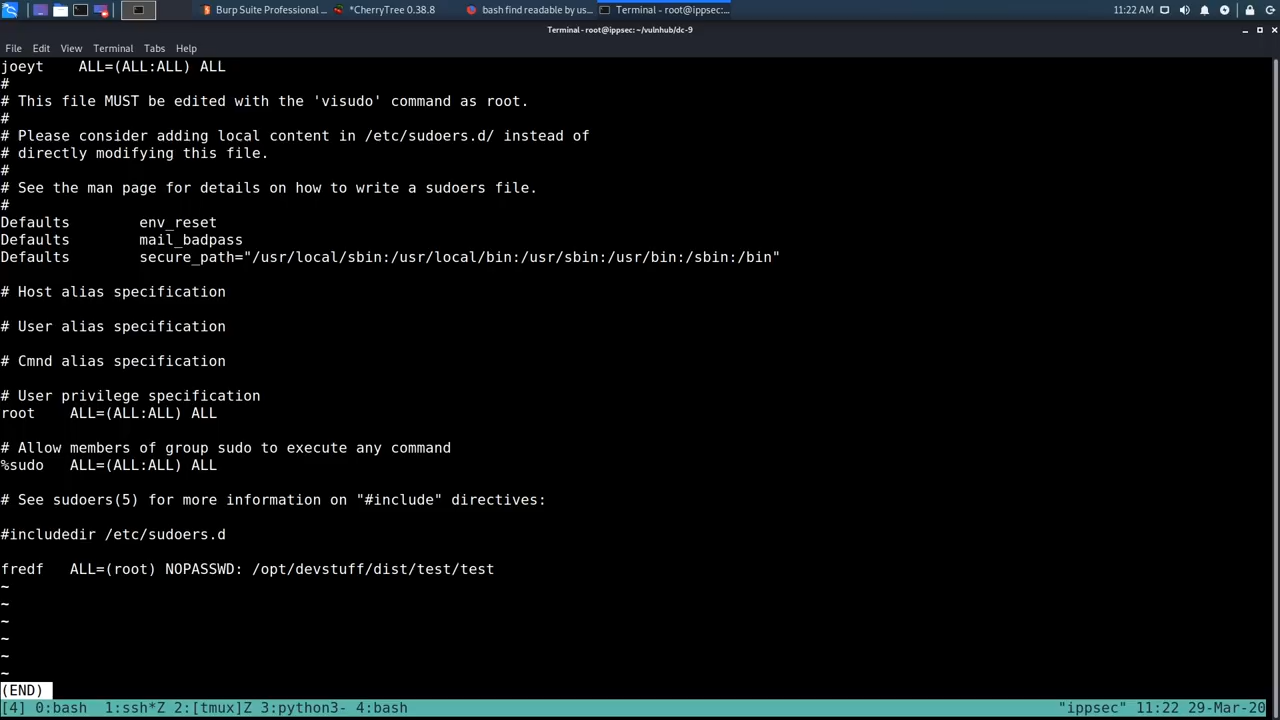 Burp Suite Professional ...
*CherryTree 0.38.8
bash find readable by us...
Terminal - root@ippsec:...
11:22 AM
Terminal - root@ippsec: ~/vulnhub/dc-9
File Edit View Terminal Tabs Help
joeyt    ALL=(ALL:ALL) ALL
#
# This file MUST be edited with the 'visudo' command as root.
#
# Please consider adding local content in /etc/sudoers.d/ instead of
# directly modifying this file.
#
# See the man page for details on how to write a sudoers file.
#
Defaults        env_reset
Defaults        mail_badpass
Defaults        secure_path="/usr/local/sbin:/usr/local/bin:/usr/sbin:/usr/bin:/sbin:/bin"
# Host alias specification
# User alias specification
# Cmnd alias specification
# User privilege specification
root    ALL=(ALL:ALL) ALL
# Allow members of group sudo to execute any command
%sudo   ALL=(ALL:ALL) ALL
# See sudoers(5) for more information on "#include" directives:
#includedir /etc/sudoers.d
fredf   ALL=(root) NOPASSWD: /opt/devstuff/dist/test/test
~
~
~
~
~
~
(END)
[4] 0:bash  1:ssh*Z 2:[tmux]Z 3:python3- 4:bash
"ippsec" 11:22 29-Mar-20